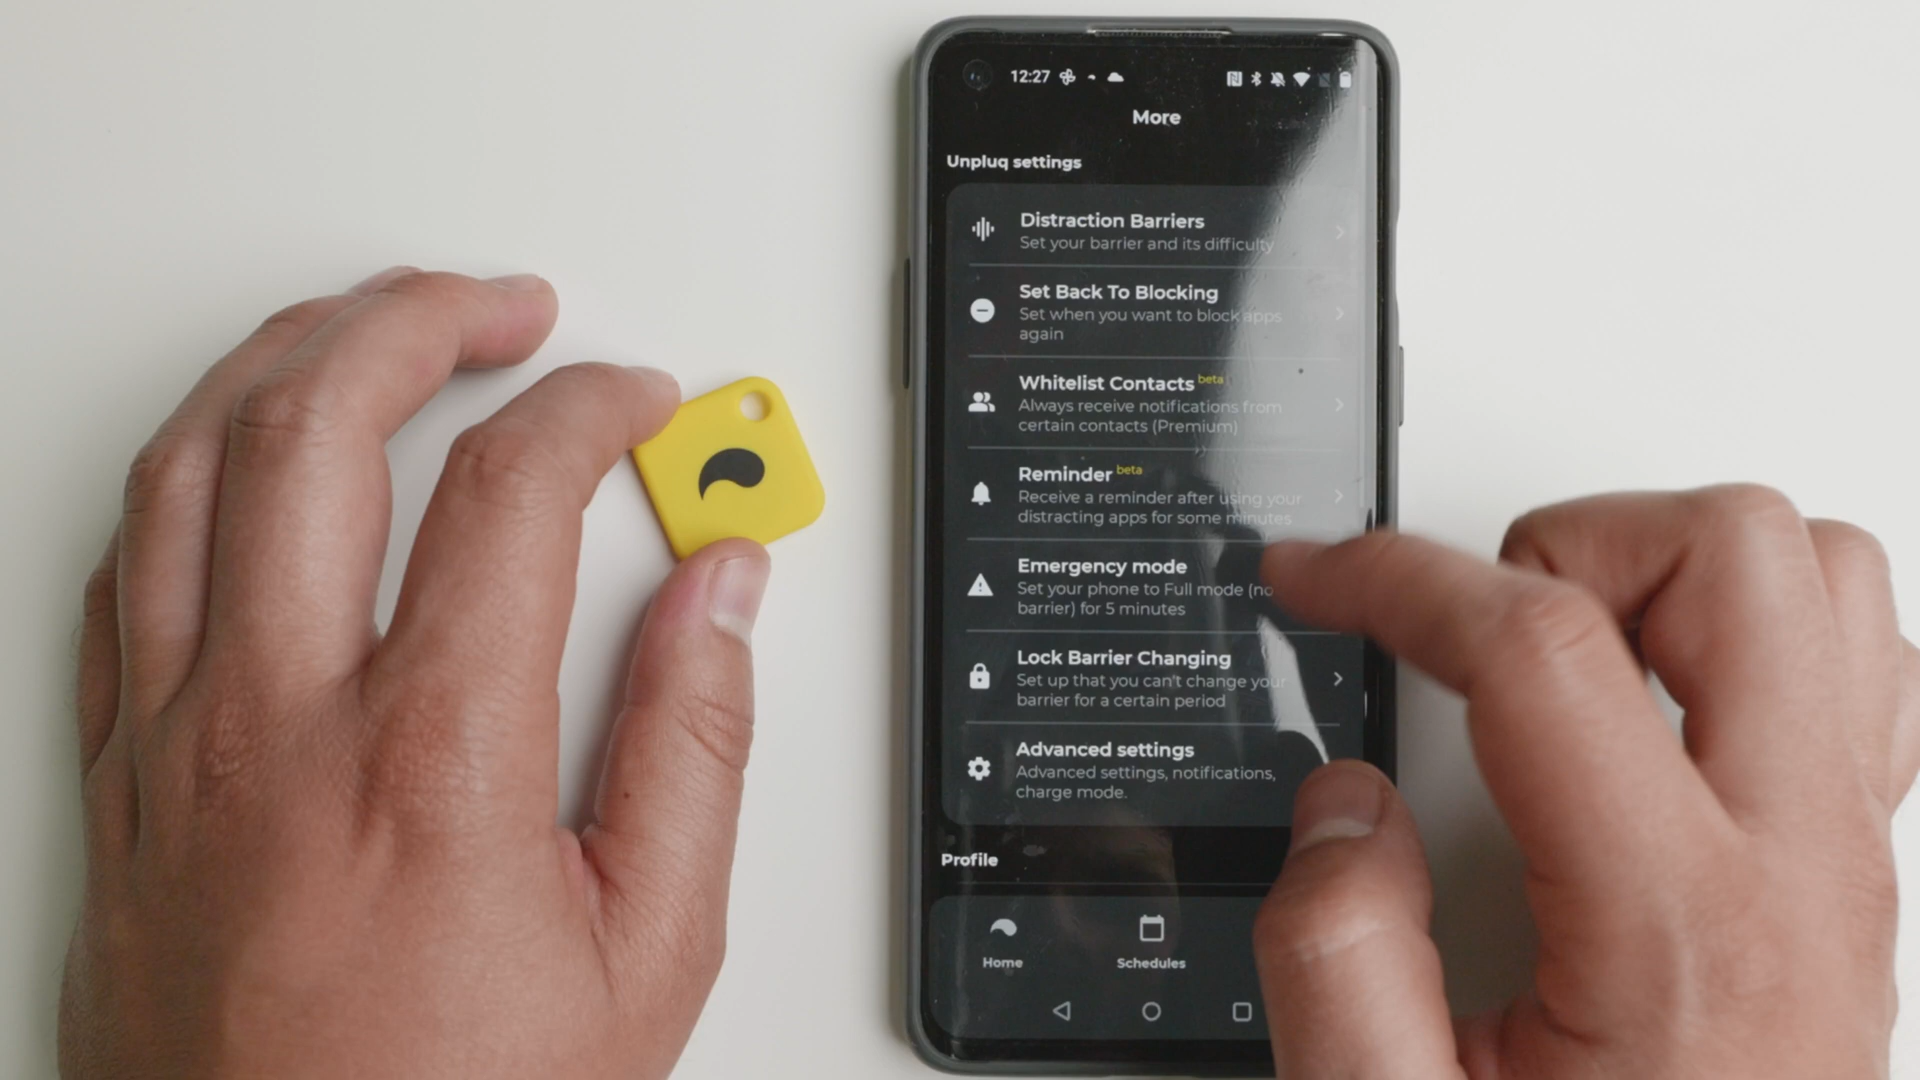 12:27
More
Unpluq settings
Distraction Barriers
Set your barrier and its difficulty
Set Back To Blocking
Set when you want to block apps
again
Whitelist Contacts beta
Always receive notifications from
certain contacts (Premium)
Reminder beta
Receive a reminder after using your
distracting apps for some minutes
Emergency mode
Set your phone to Full mode (no
barrier) for 5 minutes
Lock Barrier Changing
Set up that you can't change your
barrier for a certain period
Advanced settings
Advanced settings, notifications,
charge mode.
Profile
Home
Schedules